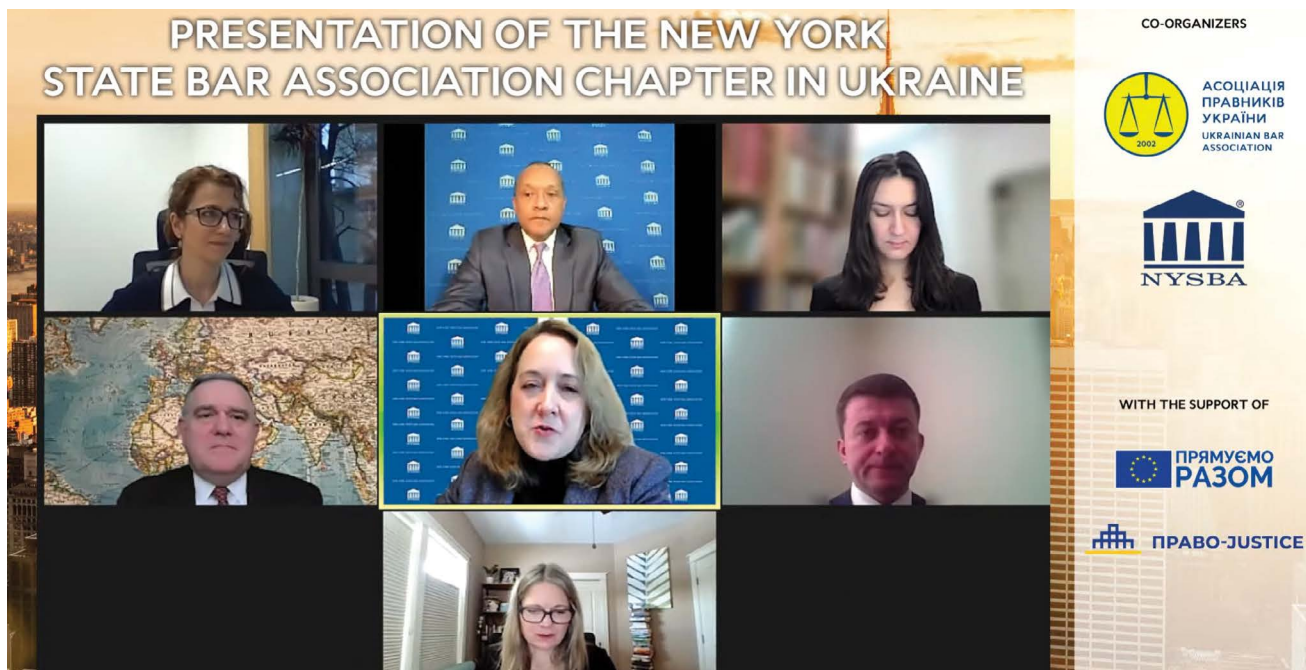 PRESENTATION OF THE NEW YORK
STATE BAR ASSOCIATION CHAPTER IN UKRAINE
CO-ORGANIZERS
АСОЦІАЦІЯ
ПРАВНИКІВ
УКРАЇНИ
UKRAINIAN BAR
ASSOCIATION
2002
®
NYSBA
WITH THE SUPPORT OF
ПРЯМУЄМО
РАЗОМ
ПРАВО-JUSTICE